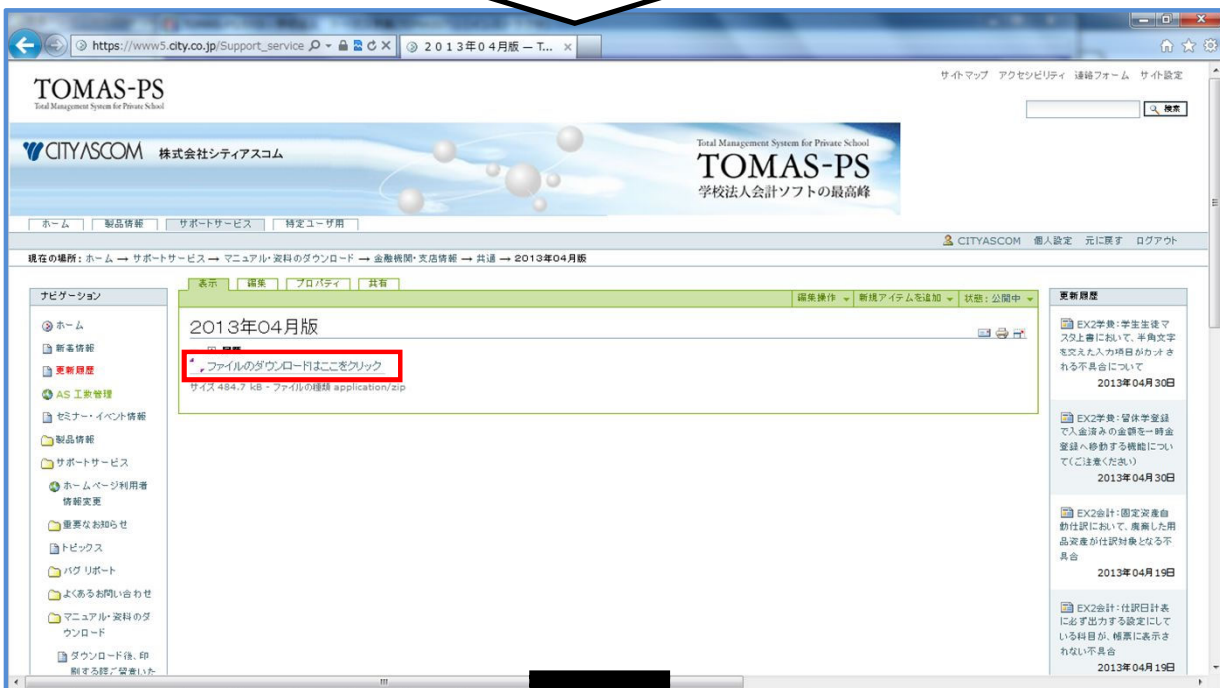 https://www5.city.co.jp/Support_service
2013年04月版 — T...
サイトマップ アクセシビリティ 連絡フォーム サイト設定
TOMAS-PS
Total Management System for Private School
検索
CITY ASCOM 株式会社シティアスコム
Total Management System for Private School
TOMAS-PS
学校法人会計ソフトの最高峰
ホーム 製品情報 サポートサービス 特定ユーザ用
CITYASCOM 個人設定 元に戻す ログアウト
現在の場所: ホーム → サポートサービス → マニュアル・資料のダウンロード → 金融機関・支店情報 → 共通 → 2013年04月版
ナビゲーション
ホーム
新着情報
更新履歴
AS 工数管理
セミナー・イベント情報
製品情報
サポートサービス
ホームページ利用者
情報変更
重要なお知らせ
トピックス
バグ リポート
よくあるお問い合わせ
マニュアル・資料のダ
ウンロード
ダウンロード後、印
刷する際ご留意いた
表示 編集 プロパティ 共有
編集操作 新規アイテムを追加 状態: 公開中
2013年04月版
ファイルのダウンロードはここをクリック
サイズ 484.7 kB - ファイルの種類 application/zip
更新履歴
EX2学費:学生生徒マ
スタ上書において、半角文字
を交えた入力項目がカットさ
れる不具合について
2013年04月30日
EX2学費:留休学登録
で入金済みの金額を一時金
登録へ移動する機能につい
て(ご注意ください)
2013年04月30日
EX2会計:固定資産自
動仕訳において、廃棄した用
品資産が仕訳対象となる不
具合
2013年04月19日
EX2会計:仕訳日計表
に必ず出力する設定にして
いる科目が、帳票に表示さ
れない不具合
2013年04月19日